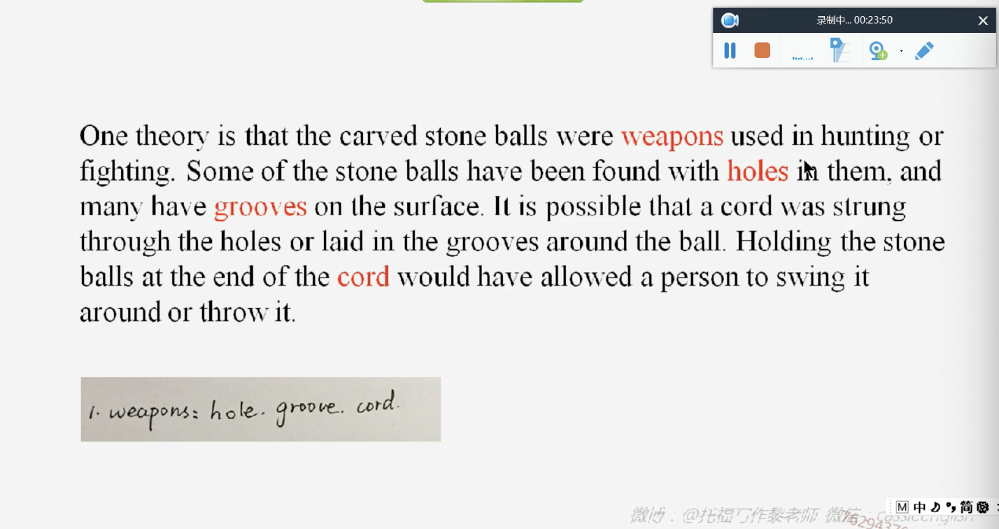 录制中... 00:23:50
One theory is that the carved stone balls were weapons used in hunting or
fighting. Some of the stone balls have been found with holes in them, and
many have grooves on the surface. It is possible that a cord was strung
through the holes or laid in the grooves around the ball. Holding the stone
balls at the end of the cord would have allowed a person to swing it
around or throw it.
1. weapons: hole. groove. cord.
M 中 简
微博：@托福写作黎老师